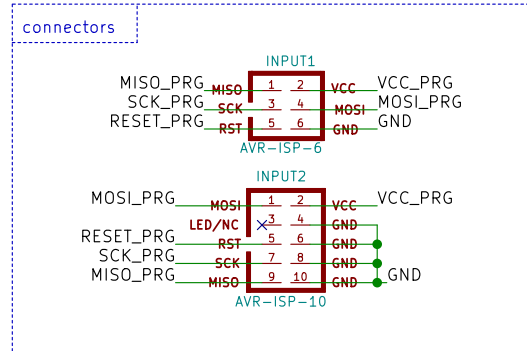 connectors
INPUT1
MISO_PRG MISO 1 2 VCC VCC_PRG
SCK_PRG SCK 3 4 MOSI MOSI_PRG
RESET_PRG RST 5 6 GND GND
AVR-ISP-6
INPUT2
MOSI_PRG MOSI 1 2 VCC VCC_PRG
LED/NC 3 4 GND
RESET_PRG RST 5 6 GND
SCK_PRG SCK 7 8 GND
MISO_PRG MISO 9 10 GND GND
AVR-ISP-10